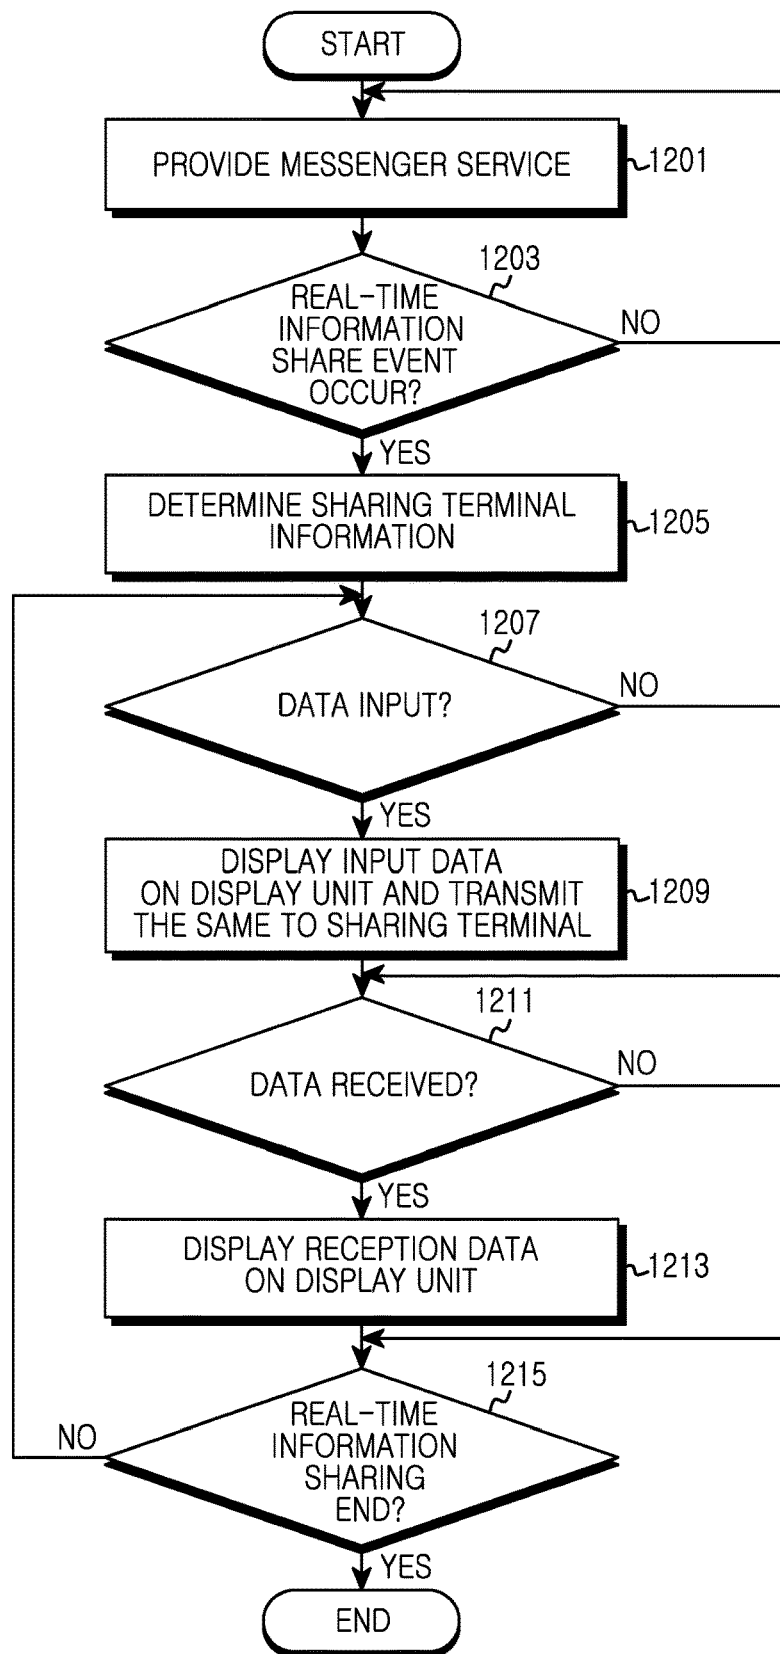 START
PROVIDE MESSENGER SERVICE
1201
1203
REAL-TIME
INFORMATION
SHARE EVENT
OCCUR?
NO
YES
DETERMINE SHARING TERMINAL
INFORMATION
1205
1207
DATA INPUT?
NO
YES
DISPLAY INPUT DATA
ON DISPLAY UNIT AND TRANSMIT
THE SAME TO SHARING TERMINAL
1209
1211
DATA RECEIVED?
NO
YES
DISPLAY RECEPTION DATA
ON DISPLAY UNIT
1213
1215
REAL-TIME
INFORMATION
SHARING
END?
NO
YES
END